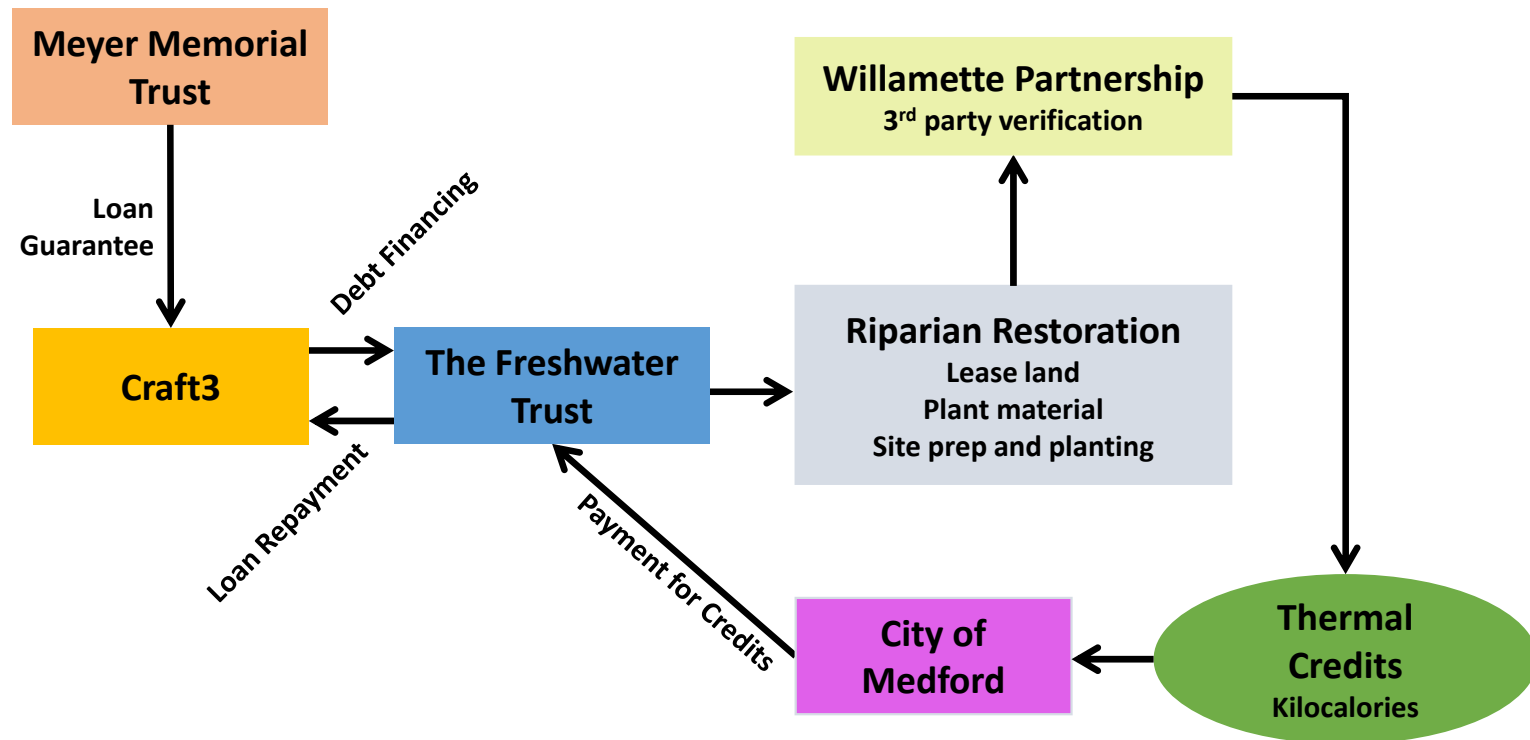 Meyer Memorial
Trust
Willamette Partnership
3rd party verification
Loan
Guarantee
Debt Financing
Craft3
The Freshwater
Trust
Riparian Restoration
Lease land
Plant material
Site prep and planting
Loan Repayment
Payment for Credits
City of
Medford
Thermal
Credits
Kilocalories